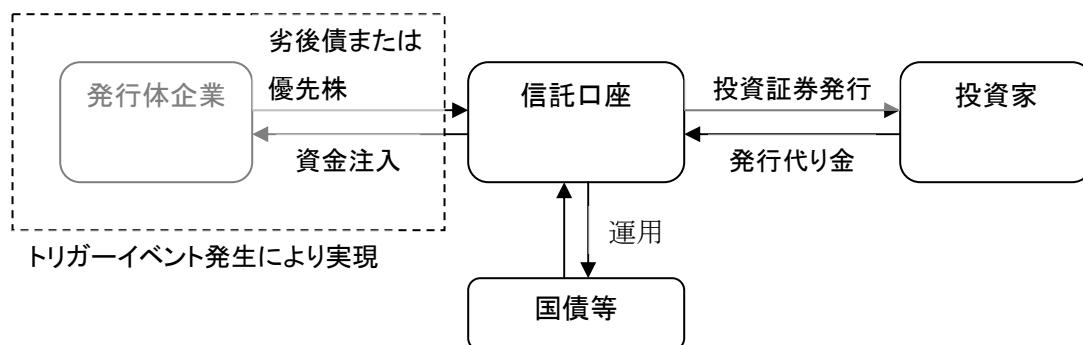 劣後債または
優先株
発行体企業
資金注入
信託口座
投資証券発行
発行代り金
投資家
トリガーイベント発生により実現
運用
国債等